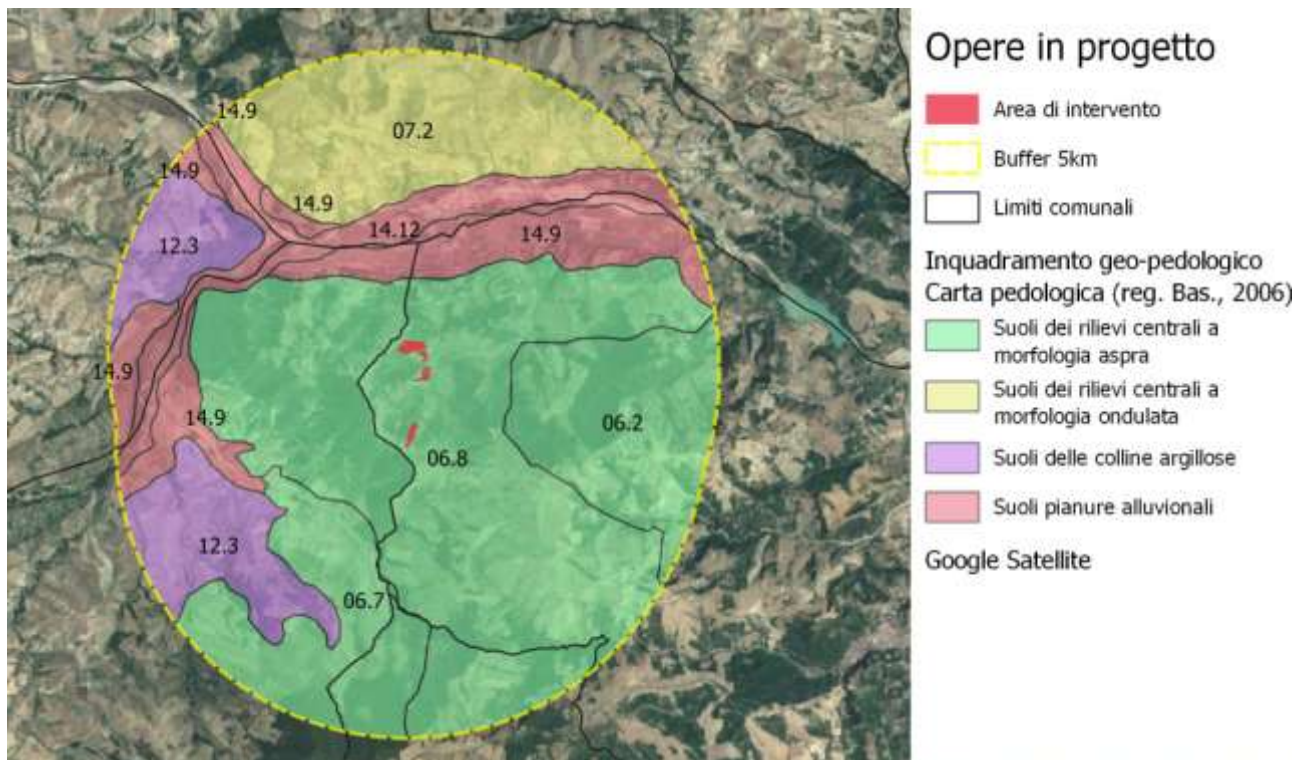 Opere in progetto
Area di intervento
Buffer 5km
Limiti comunali
Inquadramento geo-pedologico
Carta pedologica (reg. Bas., 2006)
Suoli dei rilievi centrali a
morfologia aspra
Suoli dei rilievi centrali a
morfologia ondulata
Suoli delle colline argillose
Suoli pianure alluvionali
Google Satellite
14.9
07.2
14.9
14.9
14.12
14.9
12.3
14.9
14.9
06.2
06.8
12.3
06.7